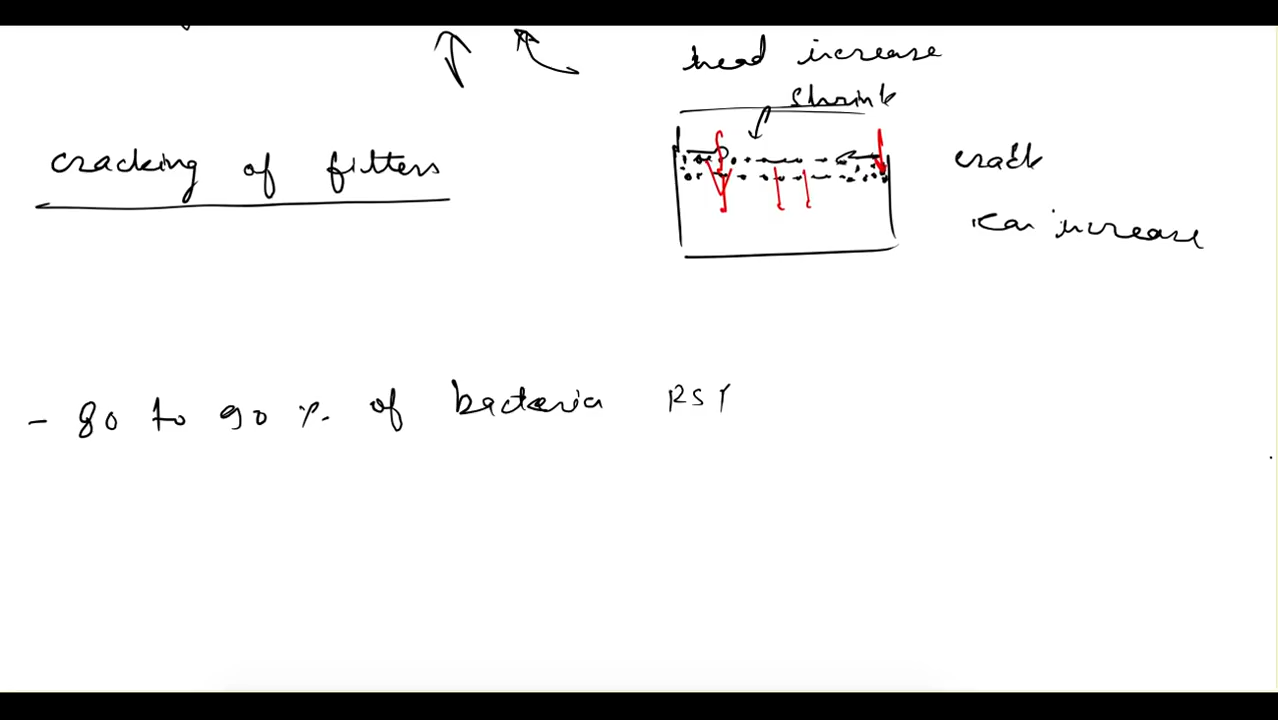 head increase
shrink
cracking of filters
crack
can increase
- 80 to 90 % of bacteria RSF